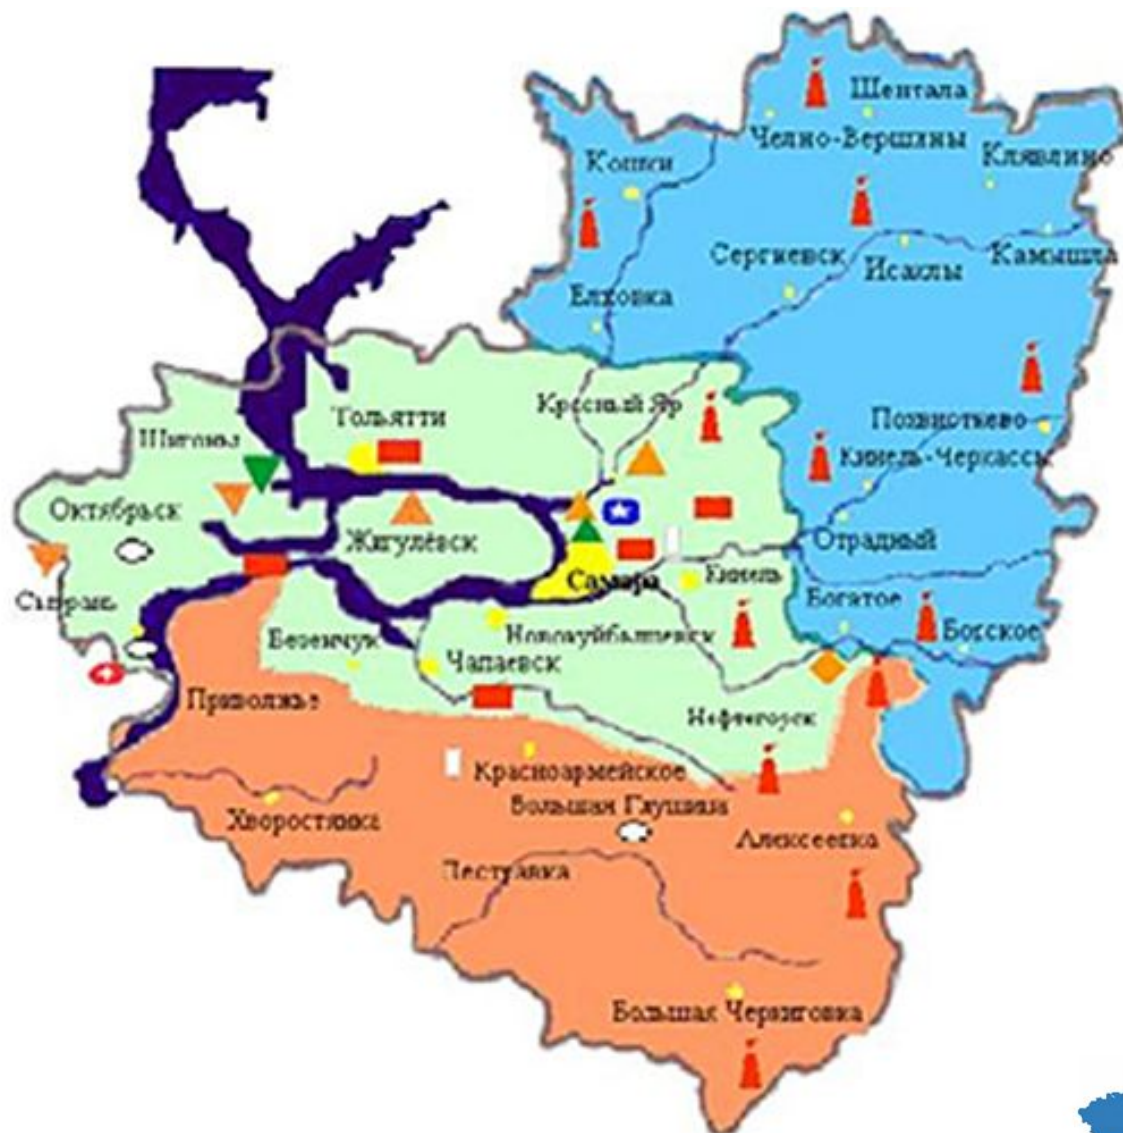 Шентала
Челно-Вершины
Клявлино
Кошки
Сергиевск
Исаклы
Камышла
Елховка
Красный Яр
Тольятти
Шигоны
Похвистнево
Кинель-Черкассы
Октябрьск
Жигулёвск
Отрадный
Самара
Кинель
Сызрань
Богатое
Безенчук
Новокуйбышевск
Борское
Чапаевск
Приволжье
Нефтегорск
Красноармейское
Большая Глушица
Хворостянка
Алексеевка
Пестравка
Большая Черниговка